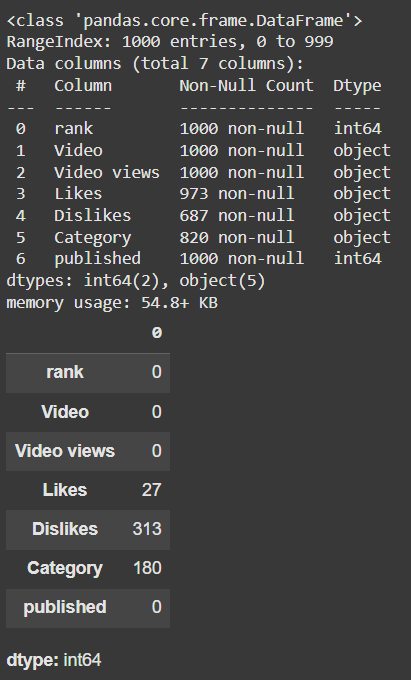 <class 'pandas.core.frame.DataFrame'>
RangeIndex: 1000 entries, 0 to 999
Data columns (total 7 columns):
 #   Column       Non-Null Count  Dtype
---  ------       --------------  -----
 0   rank         1000 non-null   int64
 1   Video        1000 non-null   object
 2   Video views  1000 non-null   object
 3   Likes        973 non-null    object
 4   Dislikes     687 non-null    object
 5   Category     820 non-null    object
 6   published    1000 non-null   int64
dtypes: int64(2), object(5)
memory usage: 54.8+ KB
0
rank 0
Video 0
Video views 0
Likes 27
Dislikes 313
Category 180
published 0
dtype: int64